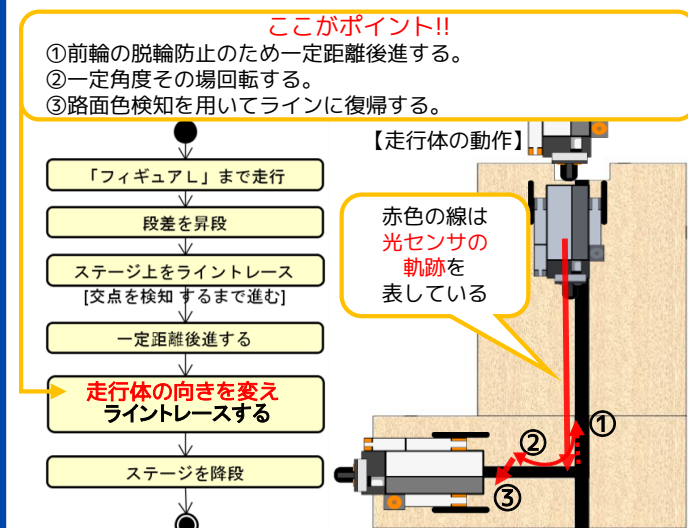 ここがポイント!!
①前輪の脱輪防止のため一定距離後進する。
②一定角度その場回転する。
③路面色検知を用いてラインに復帰する。
【走行体の動作】
「フィギュアL」まで走行
段差を昇段
ステージ上をライントレース
[交点を検知 するまで進む]
一定距離後進する
走行体の向きを変え
ライントレースする
ステージを降段
赤色の線は
光センサの
軌跡を
表している
①
②
③